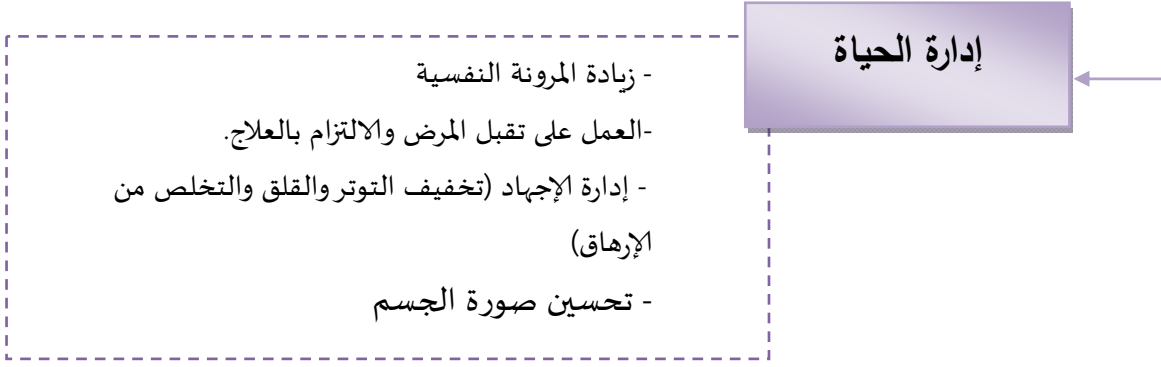 إدارة الحياة
- زيادة المرونة النفسية
-العمل على تقبل المرض والالتزام بالعلاج.
- إدارة الإجهاد (تخفيف التوتر والقلق والتخلص من
الإرهاق)
- تحسين صورة الجسم